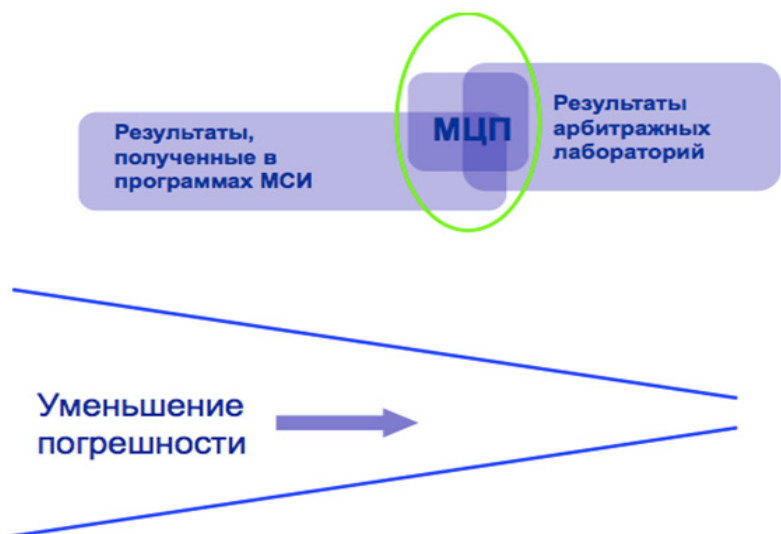 Результаты,
полученные в
программах МСИ
МЦП
Результаты
арбитражных
лабораторий
Уменьшение
погрешности